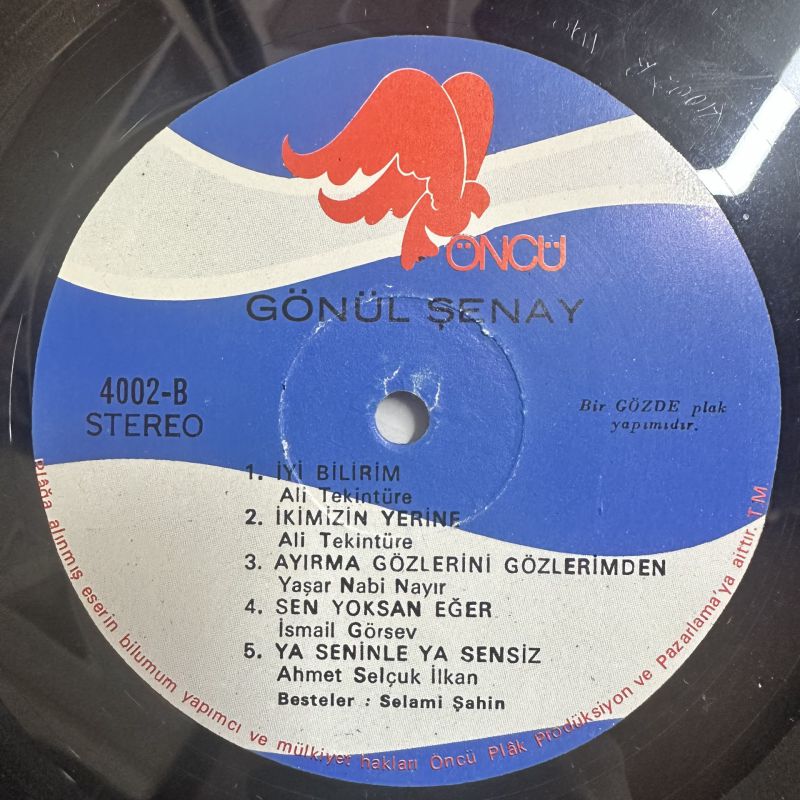 ÖNCÜ
GÖNÜL ŞENAY
4002-B
STEREO
Bir GÖZDE plak
yapımıdır.
1. İYİ BİLİRİM
Ali Tekintüre
2. İKİMİZİN YERİNE
Ali Tekintüre
3. AYIRMA GÖZLERİNİ GÖZLERİMDEN
Yaşar Nabi Nayır
4. SEN YOKSAN EĞER
İsmail Görsev
5. YA SENİNLE YA SENSİZ
Ahmet Selçuk İlkan
Besteler : Selami Şahin
Plâğa alınmış eserin bilumum yapımcı ve mülkiyet hakları Öncü Plâk Prodüksiyon ve Pazarlama'ya aittir. T.M